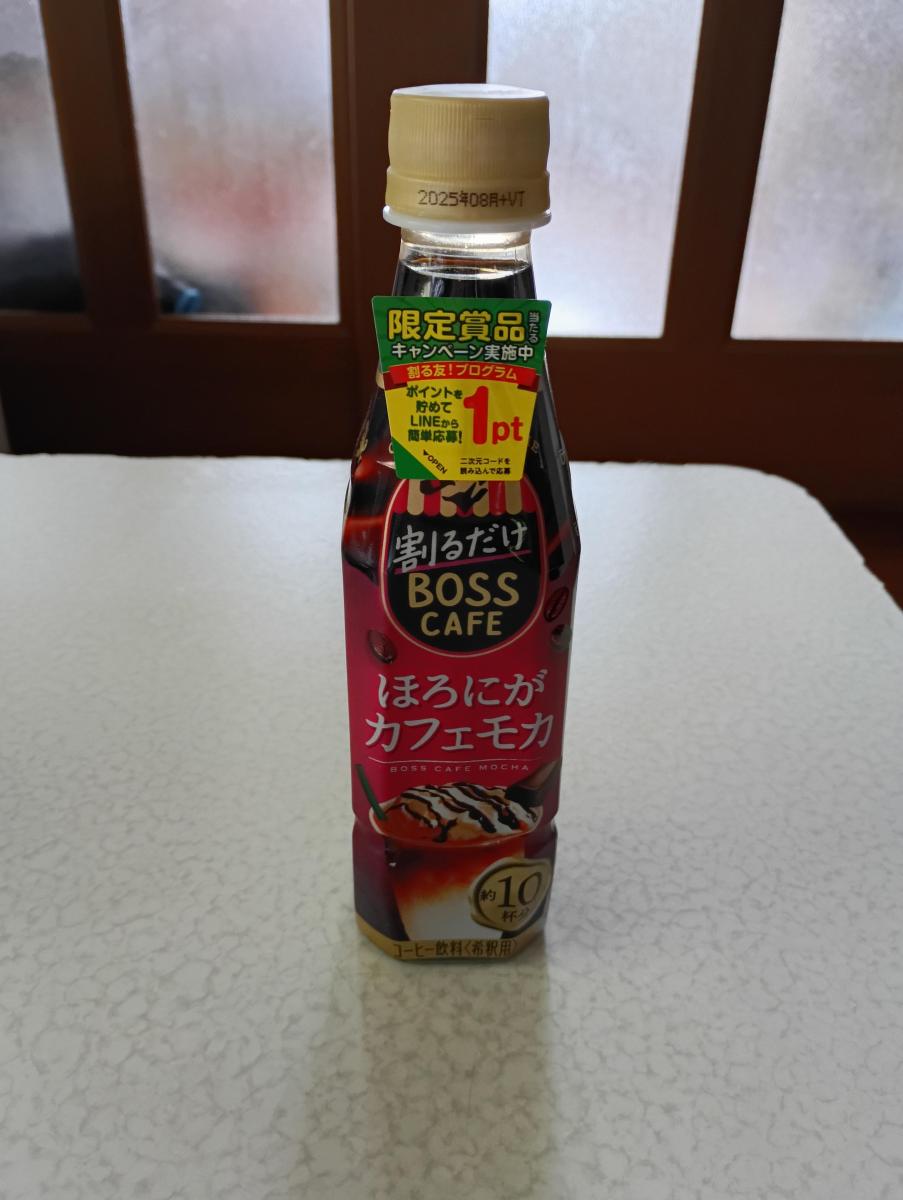 2025年08月+VT
限定賞品
当たる
キャンペーン実施中
割る友!プログラム
ポイントを
貯めて
LINEから
簡単応募!
1pt
▼OPEN
二次元コードを
読み込んで応募
割るだけ
BOSS
CAFE
ほろにが
カフェモカ
BOSS CAFE MOCHA
約10
杯分
コーヒー飲料〈希釈用〉